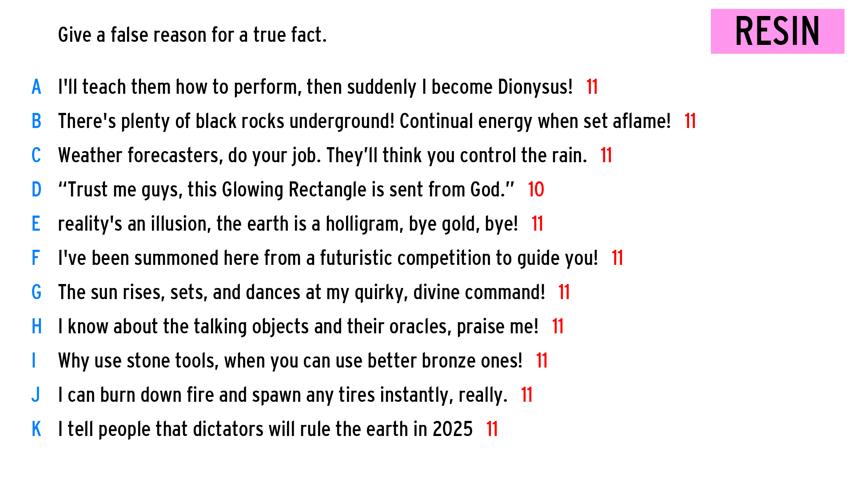 Give a false reason for a true fact.
RESIN
A I'll teach them how to perform, then suddenly I become Dionysus! 11
B There's plenty of black rocks underground! Continual energy when set aflame! 11
C Weather forecasters, do your job. They’ll think you control the rain. 11
D “Trust me guys, this Glowing Rectangle is sent from God.” 10
E reality's an illusion, the earth is a holligram, bye gold, bye! 11
F I've been summoned here from a futuristic competition to guide you! 11
G The sun rises, sets, and dances at my quirky, divine command! 11
H I know about the talking objects and their oracles, praise me! 11
I Why use stone tools, when you can use better bronze ones! 11
J I can burn down fire and spawn any tires instantly, really. 11
K I tell people that dictators will rule the earth in 2025 11